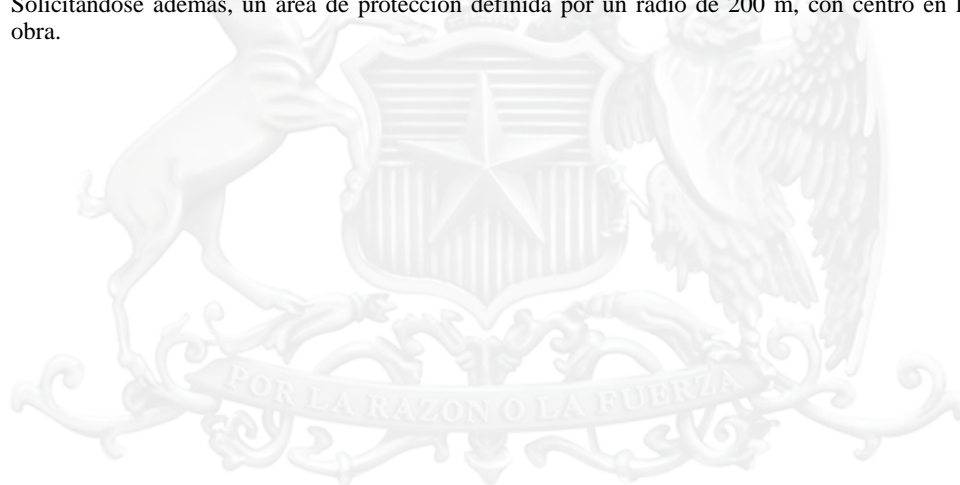 Solicitándose además, un área de protección definida por un radio de 200 m, con centro en
obra.
POR LA RAZON O LA FUERZA